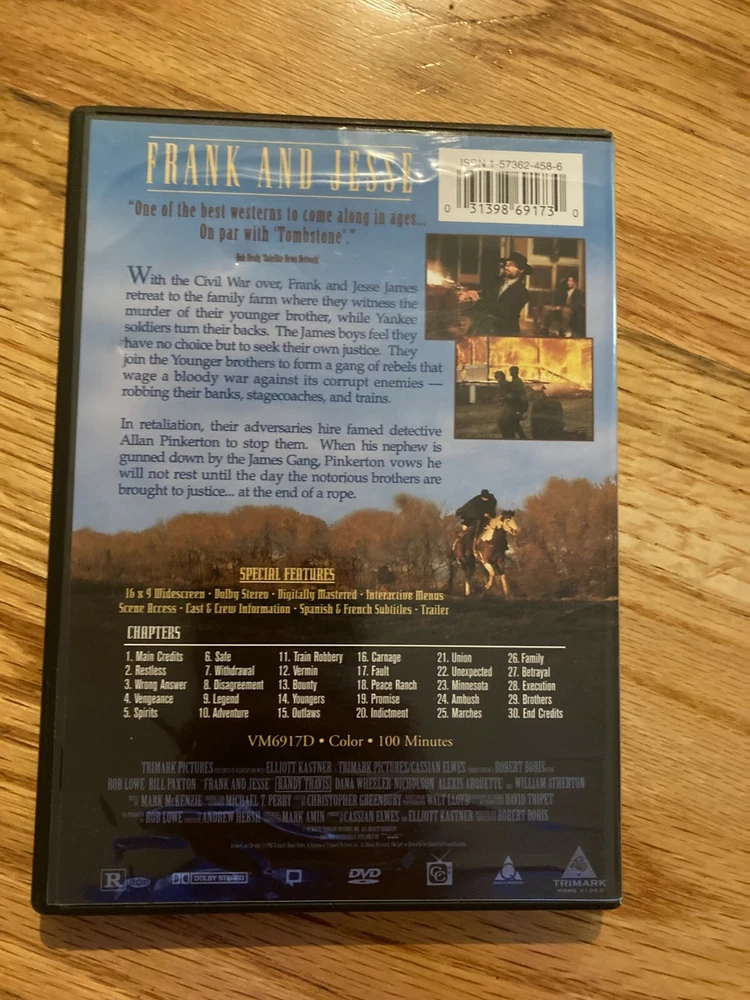 FRANK AND JESSE
ISBN 1-57362-458-6
0 31398 69173 0
"One of the best westerns to come along in ages...
On par with 'Tombstone'."
With the Civil War over, Frank and Jesse James
retreat to the family farm where they witness the
murder of their younger brother, while Yankee
soldiers turn their backs. The James boys feel they
have no choice but to seek their own justice. They
join the Younger brothers to form a gang of rebels that
wage a bloody war against its corrupt enemies —
robbing their banks, stagecoaches, and trains.
In retaliation, their adversaries hire famed detective
Allan Pinkerton to stop them. When his nephew is
gunned down by the James Gang, Pinkerton vows he
will not rest until the day the notorious brothers are
brought to justice... at the end of a rope.
SPECIAL FEATURES
16 x 9 Widescreen · Dolby Stereo · Digitally Mastered · Interactive Menus
Scene Access · Cast & Crew Information · Spanish & French Subtitles · Trailer
CHAPTERS
1. Main Credits 6. Safe 11. Train Robbery 16. Carnage 21. Union 26. Family
2. Restless 7. Withdrawal 12. Vermin 17. Fault 22. Unexpected 27. Betrayal
3. Wrong Answer 8. Disagreement 13. Bounty 18. Peace Ranch 23. Minnesota 28. Execution
4. Vengeance 9. Legend 14. Youngers 19. Promise 24. Ambush 29. Brothers
5. Spirits 10. Adventure 15. Outlaws 20. Indictment 25. Marches 30. End Credits
VM6917D • Color • 100 Minutes
TRIMARK PICTURES ELLIOTT KASTNER TRIMARK PICTURES/CASSIAN ELWES ROBERT BORIS
ROB LOWE BILL PAXTON "FRANK AND JESSE" RANDY TRAVIS DANA WHEELER-NICHOLSON ALEXIS ARQUETTE AND WILLIAM ATHERTON
MARK McKENZIE MICHAEL T. PERRY CHRISTOPHER GREENBURY WALT LLOYD DAVID TRIPET
ROB LOWE ANDREW HERSH MARK AMIN CASSIAN ELWES AND ELLIOTT KASTNER ROBERT BORIS
R DOLBY STEREO DVD CC TRIMARK
HOME VIDEO